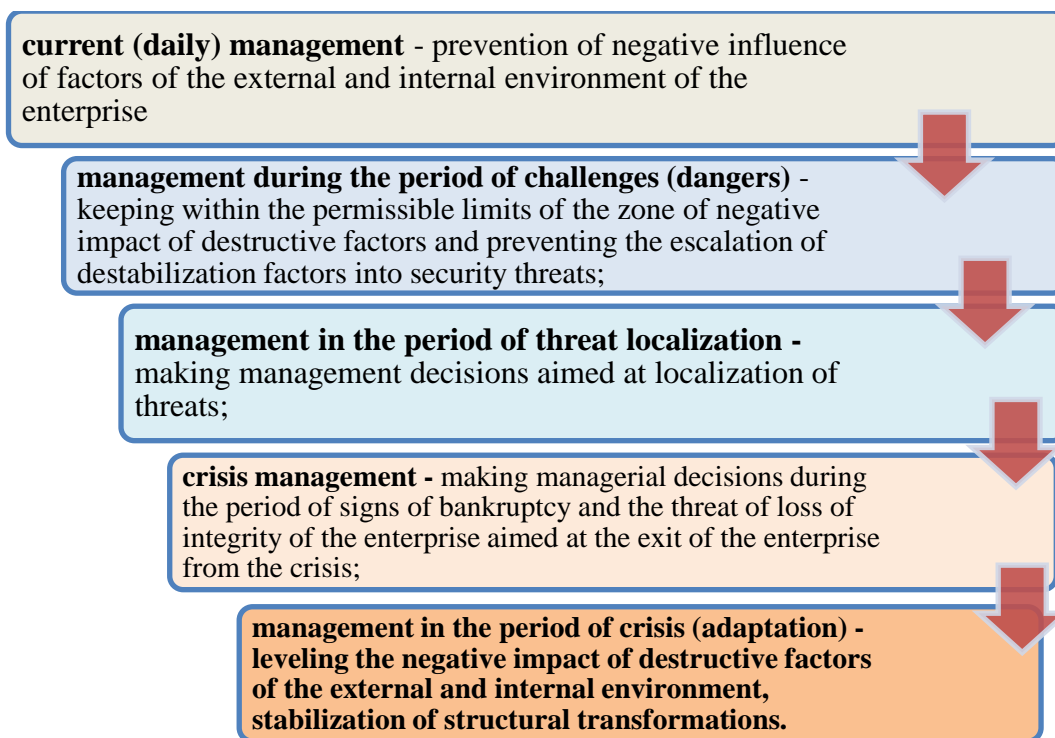 current (daily) management - prevention of negative influence
of factors of the external and internal environment of the
enterprise
management during the period of challenges (dangers) -
keeping within the permissible limits of the zone of negative
impact of destructive factors and preventing the escalation of
destabilization factors into security threats;
management in the period of threat localization -
making management decisions aimed at localization of
threats;
crisis management - making managerial decisions during
the period of signs of bankruptcy and the threat of loss of
integrity of the enterprise aimed at the exit of the enterprise
from the crisis;
management in the period of crisis (adaptation) -
leveling the negative impact of destructive factors
of the external and internal environment,
stabilization of structural transformations.